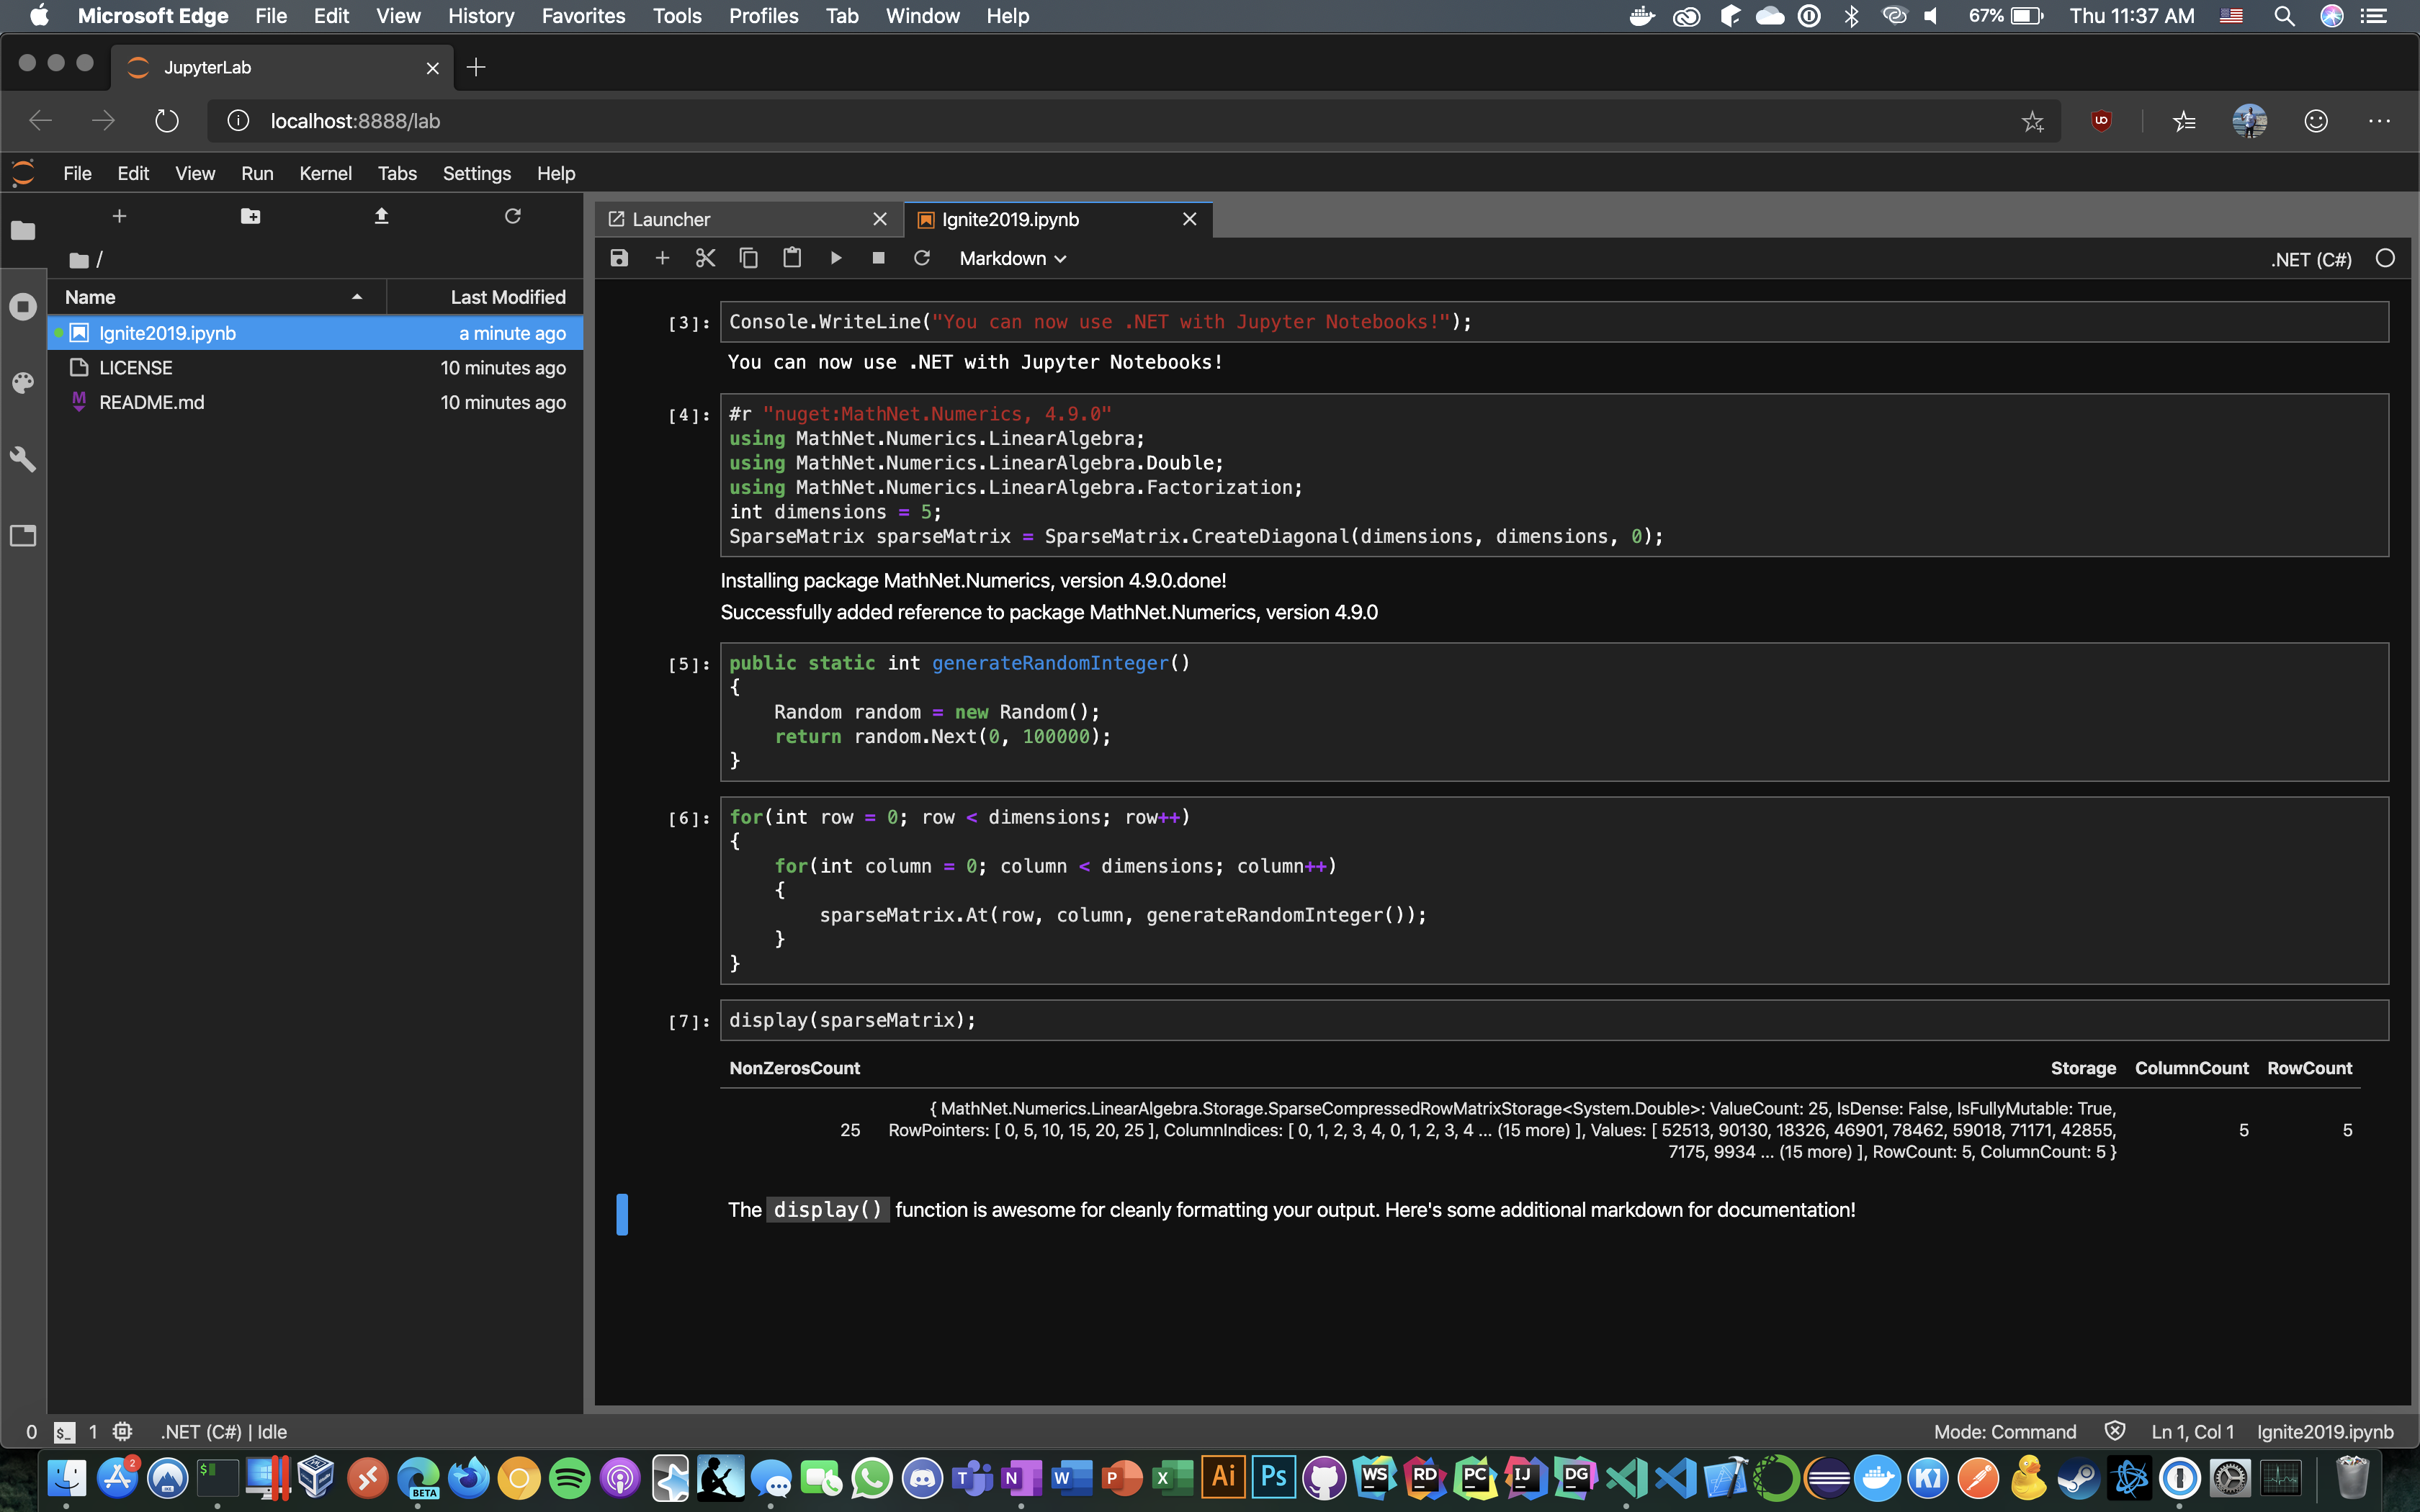 Microsoft Edge File Edit View History Favorites Tools Profiles Tab Window Help 67% Thu 11:37 AM
JupyterLab
localhost:8888/lab
File Edit View Run Kernel Tabs Settings Help
Launcher Ignite2019.ipynb
/ Markdown .NET (C#)
Name Last Modified
Ignite2019.ipynb a minute ago
LICENSE 10 minutes ago
README.md 10 minutes ago
[3]: Console.WriteLine("You can now use .NET with Jupyter Notebooks!");
You can now use .NET with Jupyter Notebooks!
[4]: #r "nuget:MathNet.Numerics, 4.9.0"
using MathNet.Numerics.LinearAlgebra;
using MathNet.Numerics.LinearAlgebra.Double;
using MathNet.Numerics.LinearAlgebra.Factorization;
int dimensions = 5;
SparseMatrix sparseMatrix = SparseMatrix.CreateDiagonal(dimensions, dimensions, 0);
Installing package MathNet.Numerics, version 4.9.0.done!
Successfully added reference to package MathNet.Numerics, version 4.9.0
[5]: public static int generateRandomInteger()
{
Random random = new Random();
return random.Next(0, 100000);
}
[6]: for(int row = 0; row < dimensions; row++)
{
for(int column = 0; column < dimensions; column++)
{
sparseMatrix.At(row, column, generateRandomInteger());
}
}
[7]: display(sparseMatrix);
NonZerosCount Storage ColumnCount RowCount
{ MathNet.Numerics.LinearAlgebra.Storage.SparseCompressedRowMatrixStorage<System.Double>: ValueCount: 25, IsDense: False, IsFullyMutable: True,
25 RowPointers: [ 0, 5, 10, 15, 20, 25 ], ColumnIndices: [ 0, 1, 2, 3, 4, 0, 1, 2, 3, 4 ... (15 more) ], Values: [ 52513, 90130, 18326, 46901, 78462, 59018, 71171, 42855, 5 5
7175, 9934 ... (15 more) ], RowCount: 5, ColumnCount: 5 }
The display() function is awesome for cleanly formatting your output. Here's some additional markdown for documentation!
0 $_ 1 .NET (C#) | Idle Mode: Command Ln 1, Col 1 Ignite2019.ipynb
2 $ BETA T N W P X Ai Ps WS RD PC IJ DG